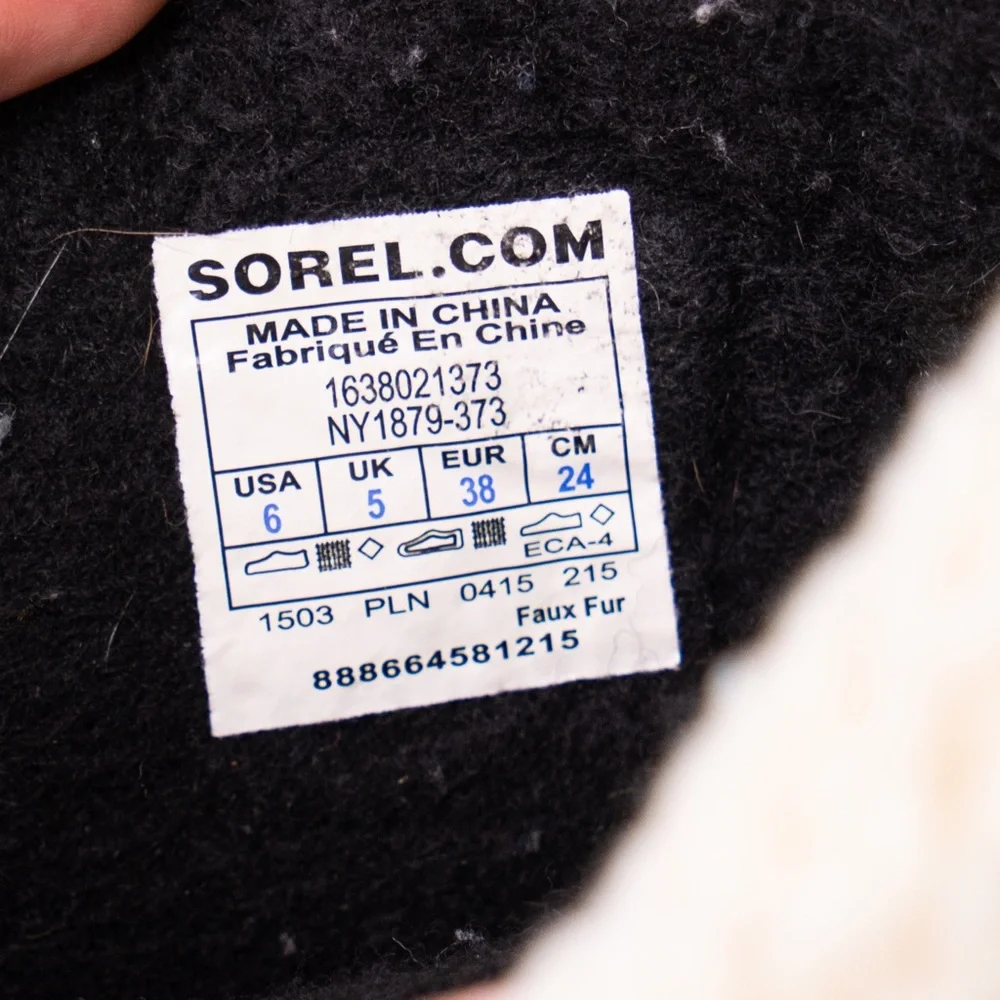 SOREL.COM
MADE IN CHINA
Fabriqué En Chine
1638021373
NY1879-373
USA UK EUR CM
6 5 38 24
ECA-4
1503 PLN 0415 215
Faux Fur
888664581215